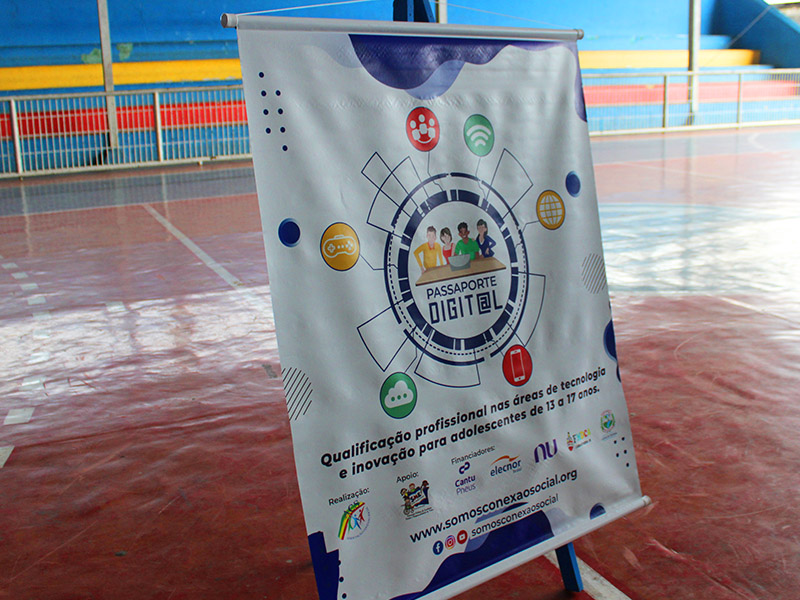 PASSAPORTE
DIGIT@L
Qualificação profissional nas áreas de tecnologia
e inovação para adolescentes de 13 a 17 anos.
Realização:
Apoio:
Financiadores:
Cantu
Pneus
elecnor
nu
www.somosconexaosocial.org
somosconexaosocial